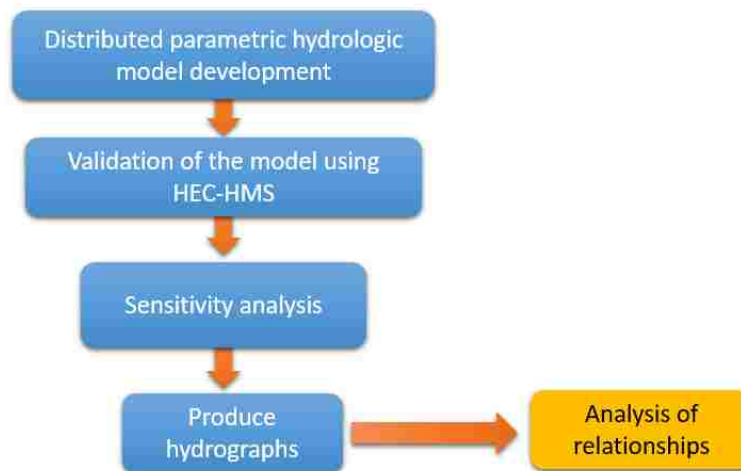 Distributed parametric hydrologic
model development
Validation of the model using
HEC-HMS
Sensitivity analysis
Produce
hydrographs
Analysis of
relationships